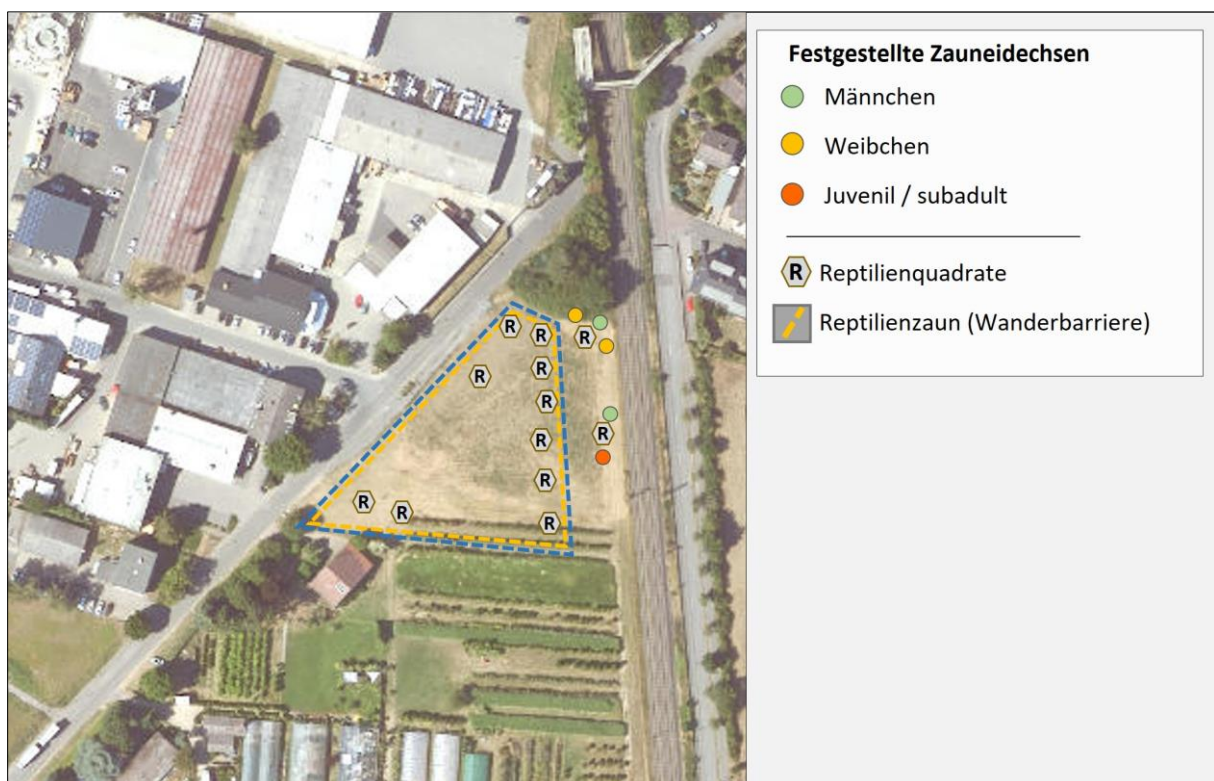 Festgestellte Zauneidechsen
Männchen
Weibchen
Juvenil / subadult
R Reptilienquadrate
Reptilienzaun (Wanderbarriere)
R
R
R
R
R
R
R
R
R
R
R
R